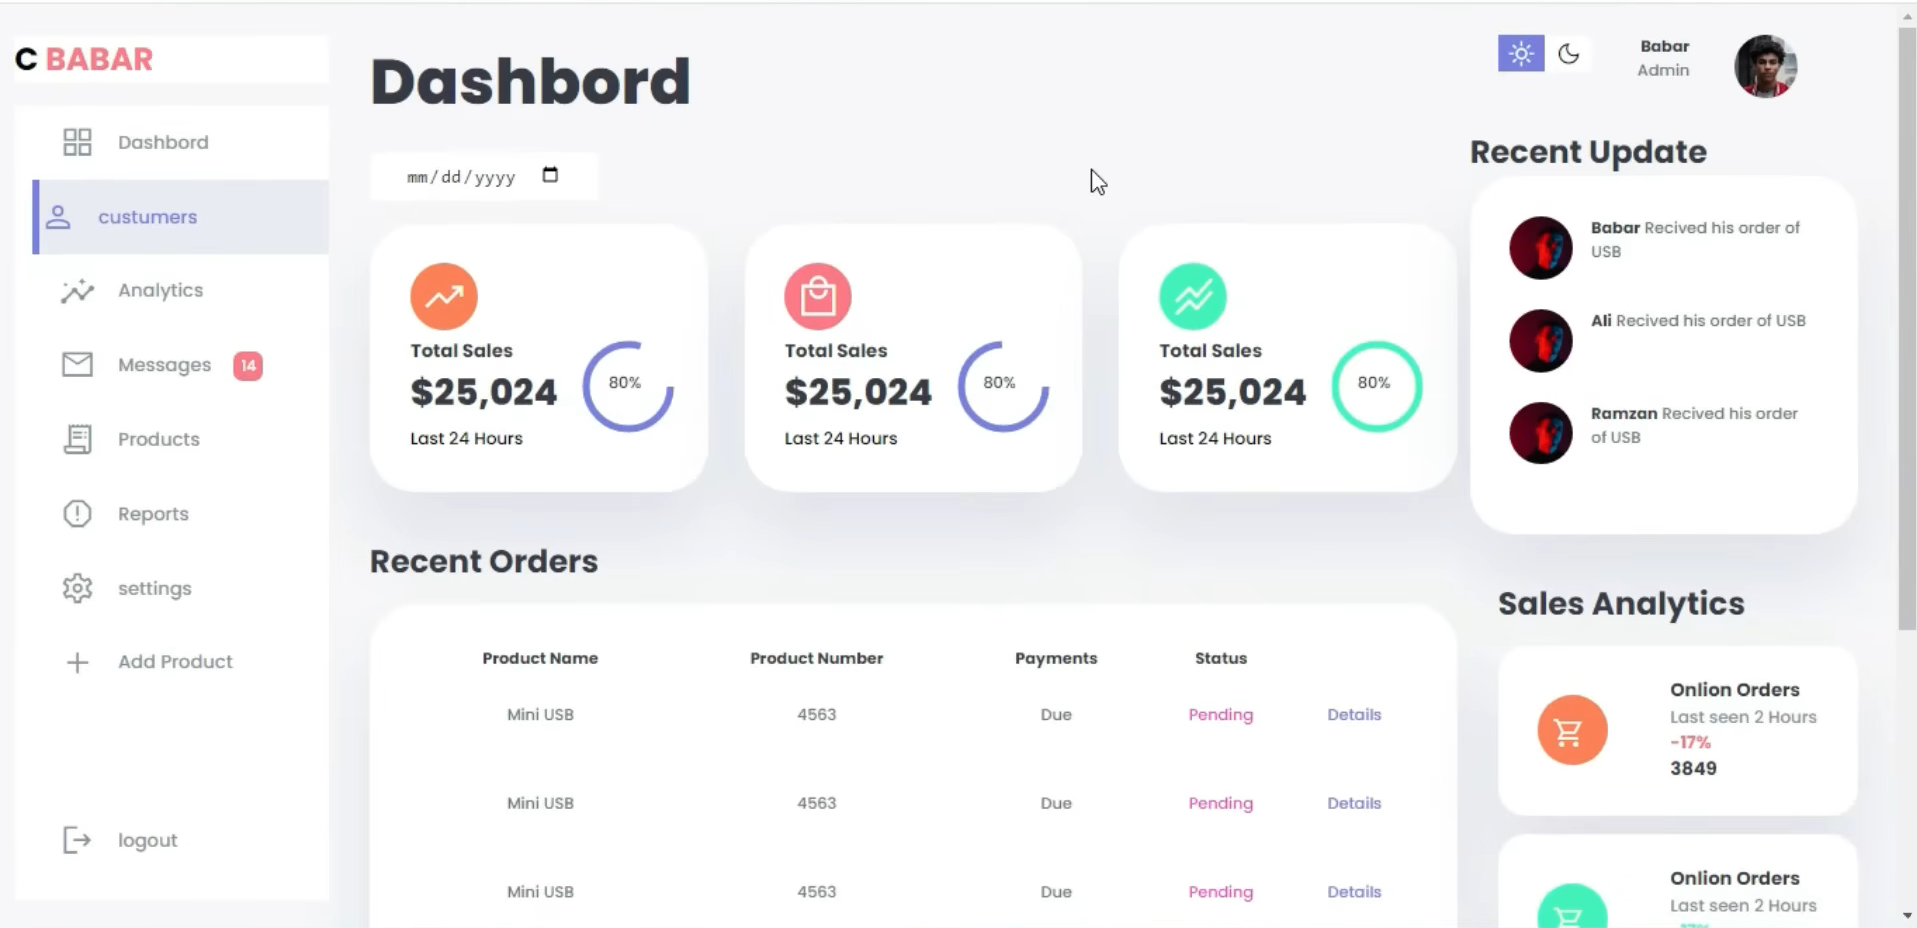 C BABAR
Dashbord
custumers
Analytics
Messages 14
Products
Reports
settings
Add Product
logout
Dashbord
mm/dd/yyyy
Total Sales
$25,024
Last 24 Hours
80%
Total Sales
$25,024
Last 24 Hours
80%
Total Sales
$25,024
Last 24 Hours
80%
Recent Orders
Product Name Product Number Payments Status
Mini USB 4563 Due Pending Details
Mini USB 4563 Due Pending Details
Mini USB 4563 Due Pending Details
Babar
Admin
Recent Update
Babar Recived his order of
USB
Ali Recived his order of USB
Ramzan Recived his order
of USB
Sales Analytics
Onlion Orders
Last seen 2 Hours
-17%
3849
Onlion Orders
Last seen 2 Hours